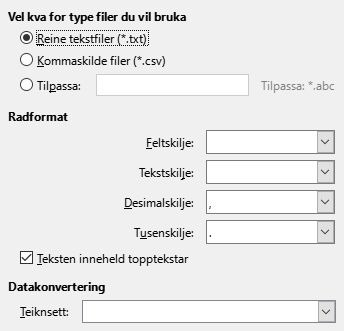 Vel kva for type filer du vil bruka
Reine tekstfiler (*.txt)
Kommaskilde filer (*.csv)
Tilpassa: Tilpassa: *.abc
Radformat
Feltskilje:
Tekstskilje:
Desimalskilje: ,
Tusenskilje: .
Teksten inneheld topptekstar
Datakonvertering
Teiknsett: